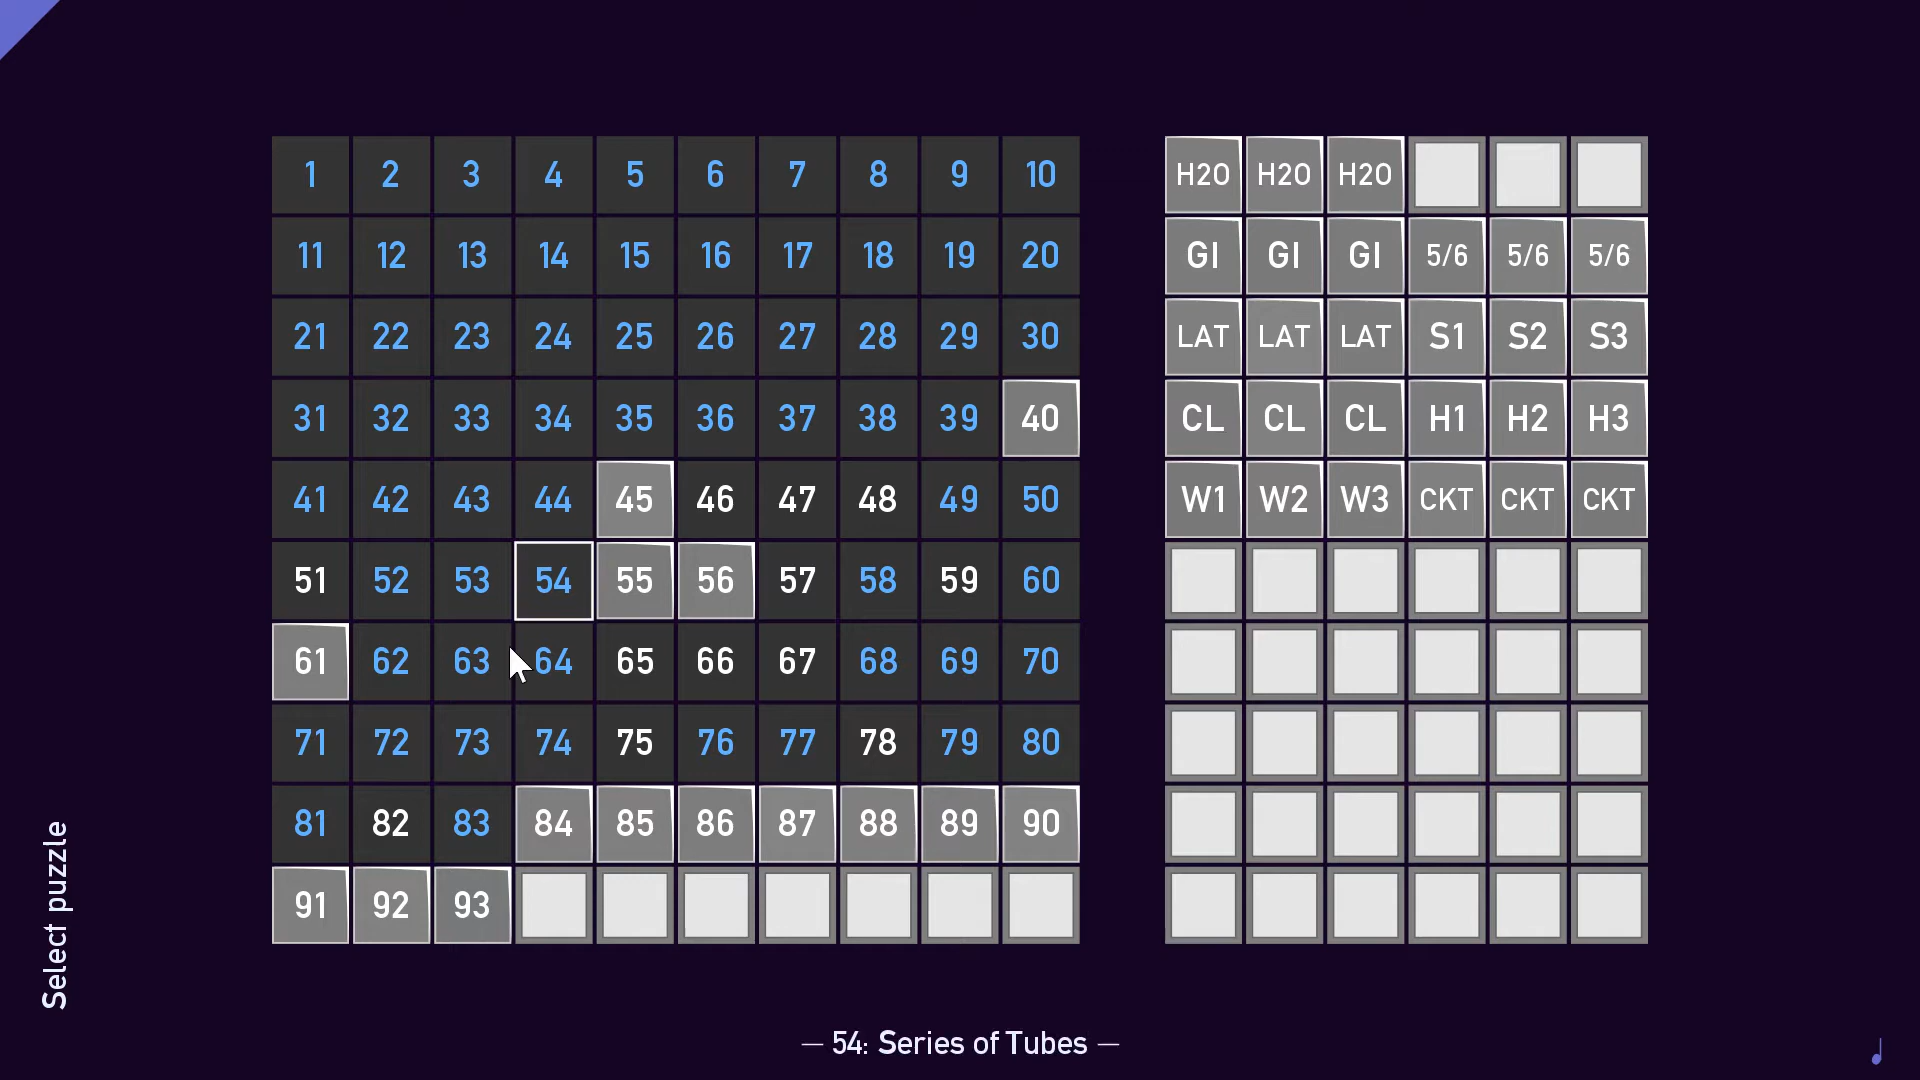 1 2 3 4 5 6 7 8 9 10 H2O H2O H2O
11 12 13 14 15 16 17 18 19 20 GI GI GI 5/6 5/6 5/6
21 22 23 24 25 26 27 28 29 30 LAT LAT LAT S1 S2 S3
31 32 33 34 35 36 37 38 39 40 CL CL CL H1 H2 H3
41 42 43 44 45 46 47 48 49 50 W1 W2 W3 CKT CKT CKT
51 52 53 54 55 56 57 58 59 60
61 62 63 64 65 66 67 68 69 70
71 72 73 74 75 76 77 78 79 80
81 82 83 84 85 86 87 88 89 90
91 92 93
Select puzzle
— 54: Series of Tubes —